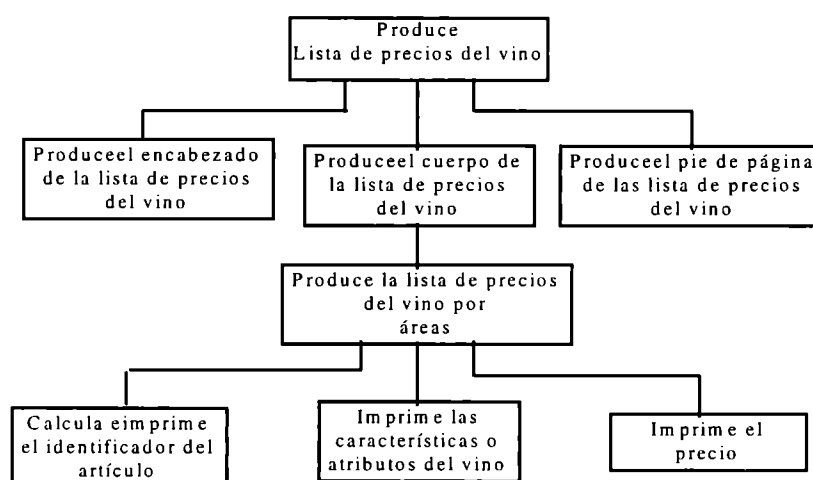 Produce
Lista de precios del vino
Produceel encabezado
de la lista de precios
del vino
Produceel cuerpo de
la lista de precios
del vino
Produceel pie de página
de las lista de precios
del vino
Produce la lista de precios
del vino por
áreas
Calcula eimprime
el identificador del
artículo
Imprime las
características o
atributos del vino
Imprime el
precio